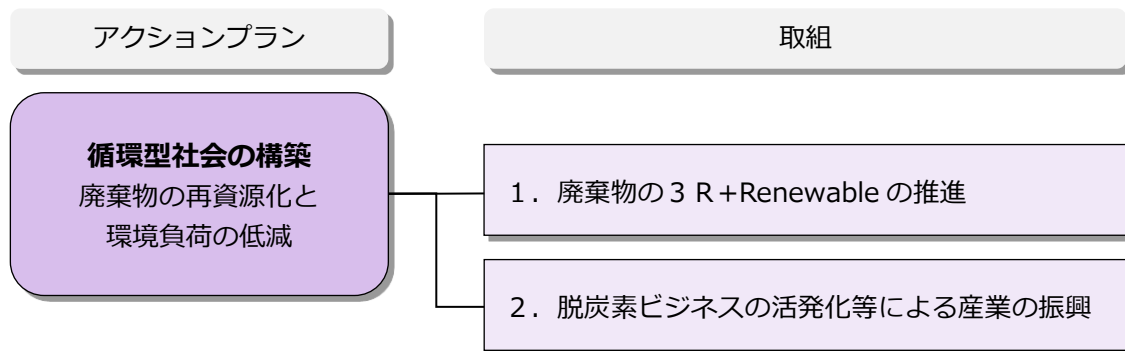 アクションプラン
取組
循環型社会の構築
廃棄物の再資源化と
環境負荷の低減
1．廃棄物の３Ｒ+Renewable の推進
2．脱炭素ビジネスの活発化等による産業の振興